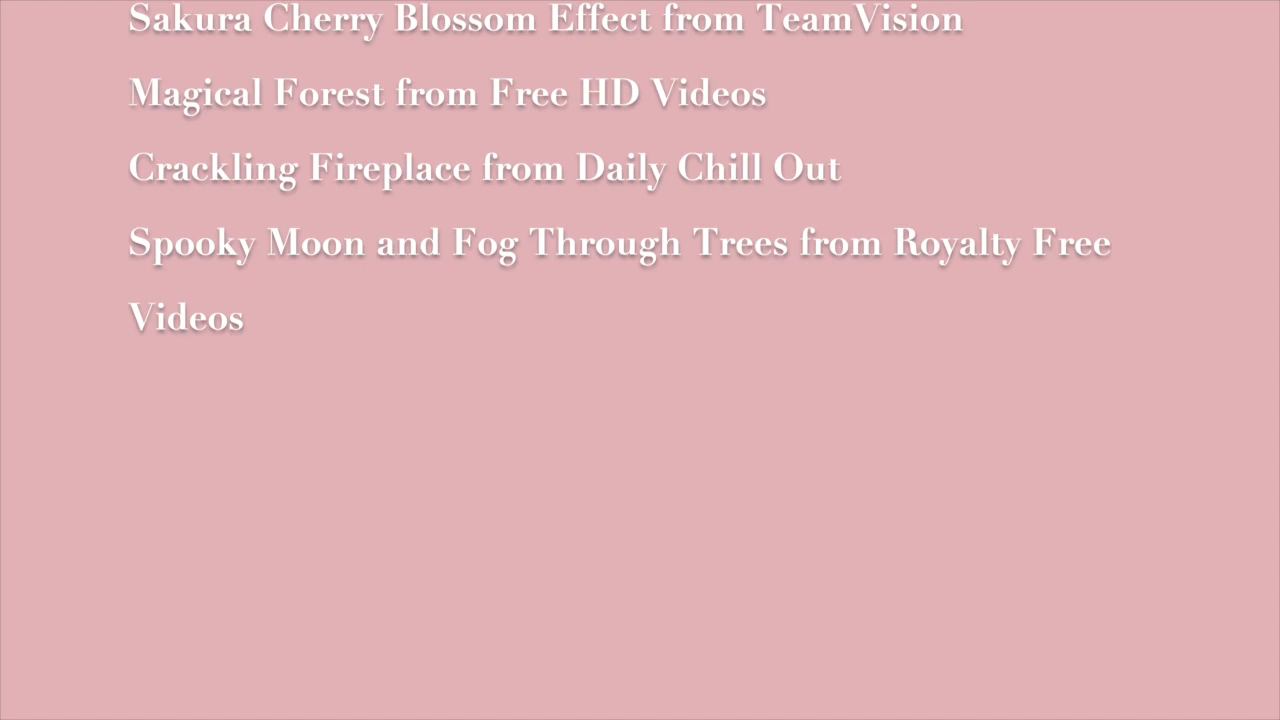 Sakura Cherry Blossom Effect from TeamVision
Magical Forest from Free HD Videos
Crackling Fireplace from Daily Chill Out
Spooky Moon and Fog Through Trees from Royalty Free
Videos